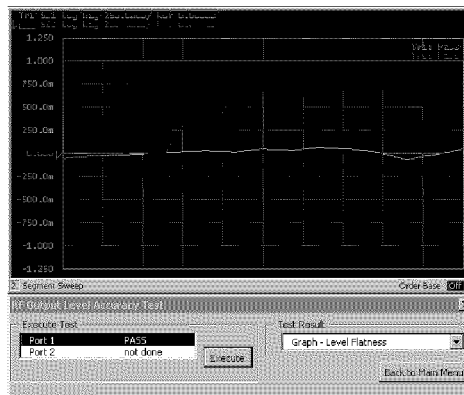 1.250
1.000
750.0m
500.0m
250.0m
-250.0m
-500.0m
-750.0m
-1.000
-1.250
Segment Sweep
Order Base Off
RF Output Level Accuracy Test
Execute Test
Port 1 PASS
Port 2 not done
Execute
Test Result
Graph - Level Flatness
Back to Main Menu